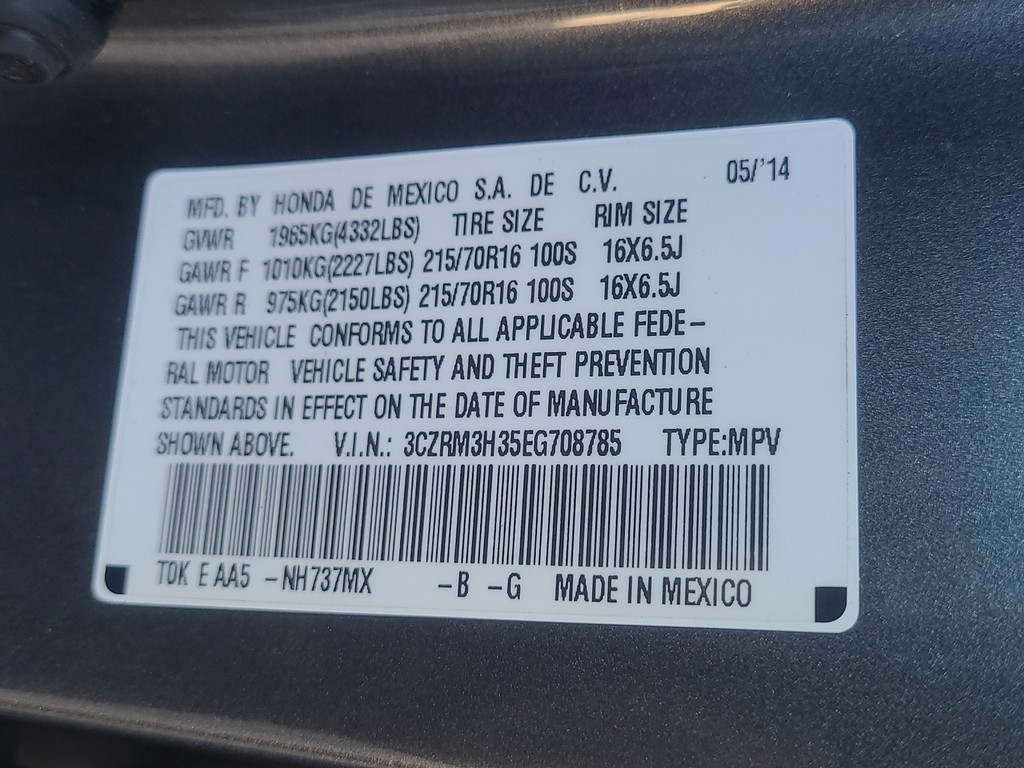 MFD. BY HONDA DE MEXICO S.A. DE C.V. 05/'14
GVWR 1965KG(4332LBS) TIRE SIZE RIM SIZE
GAWR F 1010KG(2227LBS) 215/70R16 100S 16X6.5J
GAWR R 975KG(2150LBS) 215/70R16 100S 16X6.5J
THIS VEHICLE CONFORMS TO ALL APPLICABLE FEDE-
RAL MOTOR VEHICLE SAFETY AND THEFT PREVENTION
STANDARDS IN EFFECT ON THE DATE OF MANUFACTURE
SHOWN ABOVE. V.I.N.: 3CZRM3H35EG708785 TYPE:MPV
T0K E AA5 -NH737MX -B -G MADE IN MEXICO